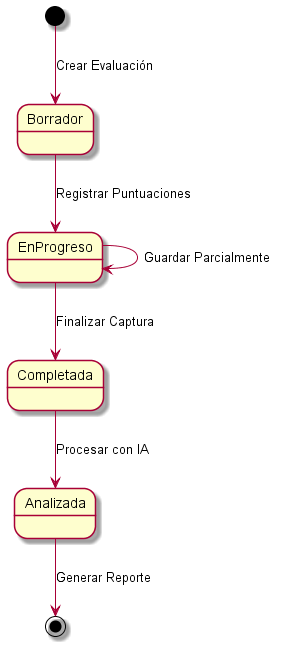 Crear Evaluación
Borrador
Registrar Puntuaciones
EnProgreso
Guardar Parcialmente
Finalizar Captura
Completada
Procesar con IA
Analizada
Generar Reporte